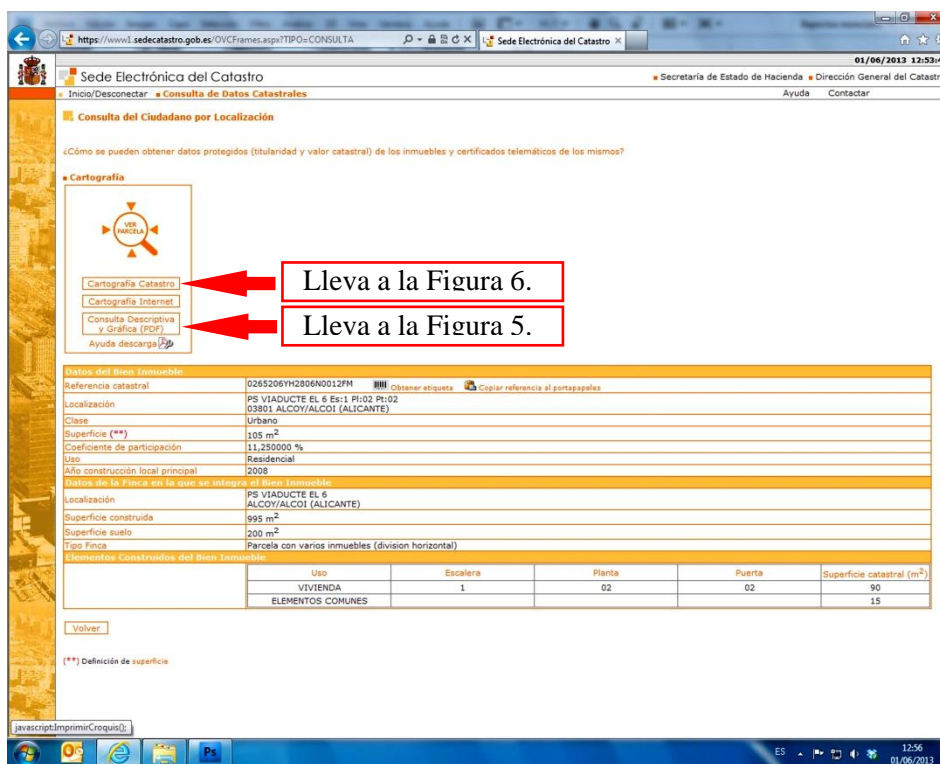 https://www1.sedecatastro.gob.es/OVCFrames.aspx?TIPO=CONSULTA
Sede Electrónica del Catastro
01/06/2013 12:53:4
Sede Electrónica del Catastro
Secretaría de Estado de Hacienda Dirección General del Catastr
Inicio/Desconectar Consulta de Datos Catastrales Ayuda Contactar
Consulta del Ciudadano por Localización
¿Cómo se pueden obtener datos protegidos (titularidad y valor catastral) de los inmuebles y certificados telemáticos de los mismos?
Cartografía
VER
PARCELA
Cartografía Catastro
Lleva a la Figura 6.
Cartografía Internet
Consulta Descriptiva
y Gráfica (PDF)
Lleva a la Figura 5.
Ayuda descarga
Datos del Bien Inmueble
Referencia catastral 0265206YH2806N0012FM Obtener etiqueta Copiar referencia al portapapeles
Localización PS VIADUCTE EL 6 Es:1 Pl:02 Pt:02
03801 ALCOY/ALCOI (ALICANTE)
Clase Urbano
Superficie (**) 105 m2
Coeficiente de participación 11,250000 %
Uso Residencial
Año construcción local principal 2008
Datos de la Finca en la que se integra el Bien Inmueble
Localización PS VIADUCTE EL 6
ALCOY/ALCOI (ALICANTE)
Superficie construida 995 m2
Superficie suelo 200 m2
Tipo Finca Parcela con varios inmuebles (division horizontal)
Elementos Construidos del Bien Inmueble
Uso Escalera Planta Puerta Superficie catastral (m2)
VIVIENDA 1 02 02 90
ELEMENTOS COMUNES 15
Volver
(**) Definición de superficie
javascript:ImprimirCroquis();
Ps
ES
12:56
01/06/2013